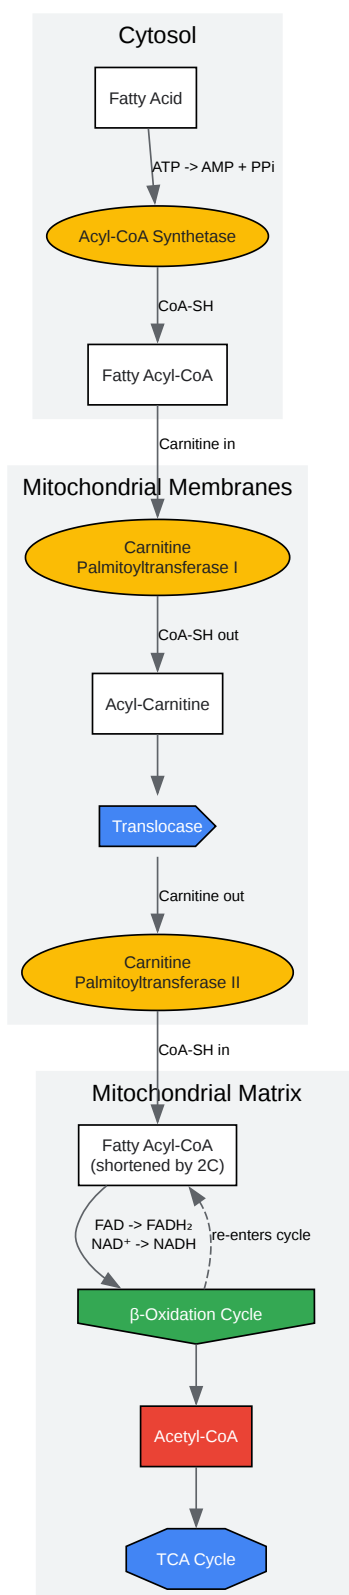 Cytosol
Fatty Acid
ATP -> AMP + PPi
Acyl-CoA Synthetase
CoA-SH
Fatty Acyl-CoA
Carnitine in
Mitochondrial Membranes
Carnitine
Palmitoyltransferase I
CoA-SH out
Acyl-Carnitine
Translocase
Carnitine out
Carnitine
Palmitoyltransferase II
CoA-SH in
Mitochondrial Matrix
Fatty Acyl-CoA
(shortened by 2C)
FAD -> FADH₂
NAD⁺ -> NADH
re-enters cycle
β-Oxidation Cycle
Acetyl-CoA
TCA Cycle